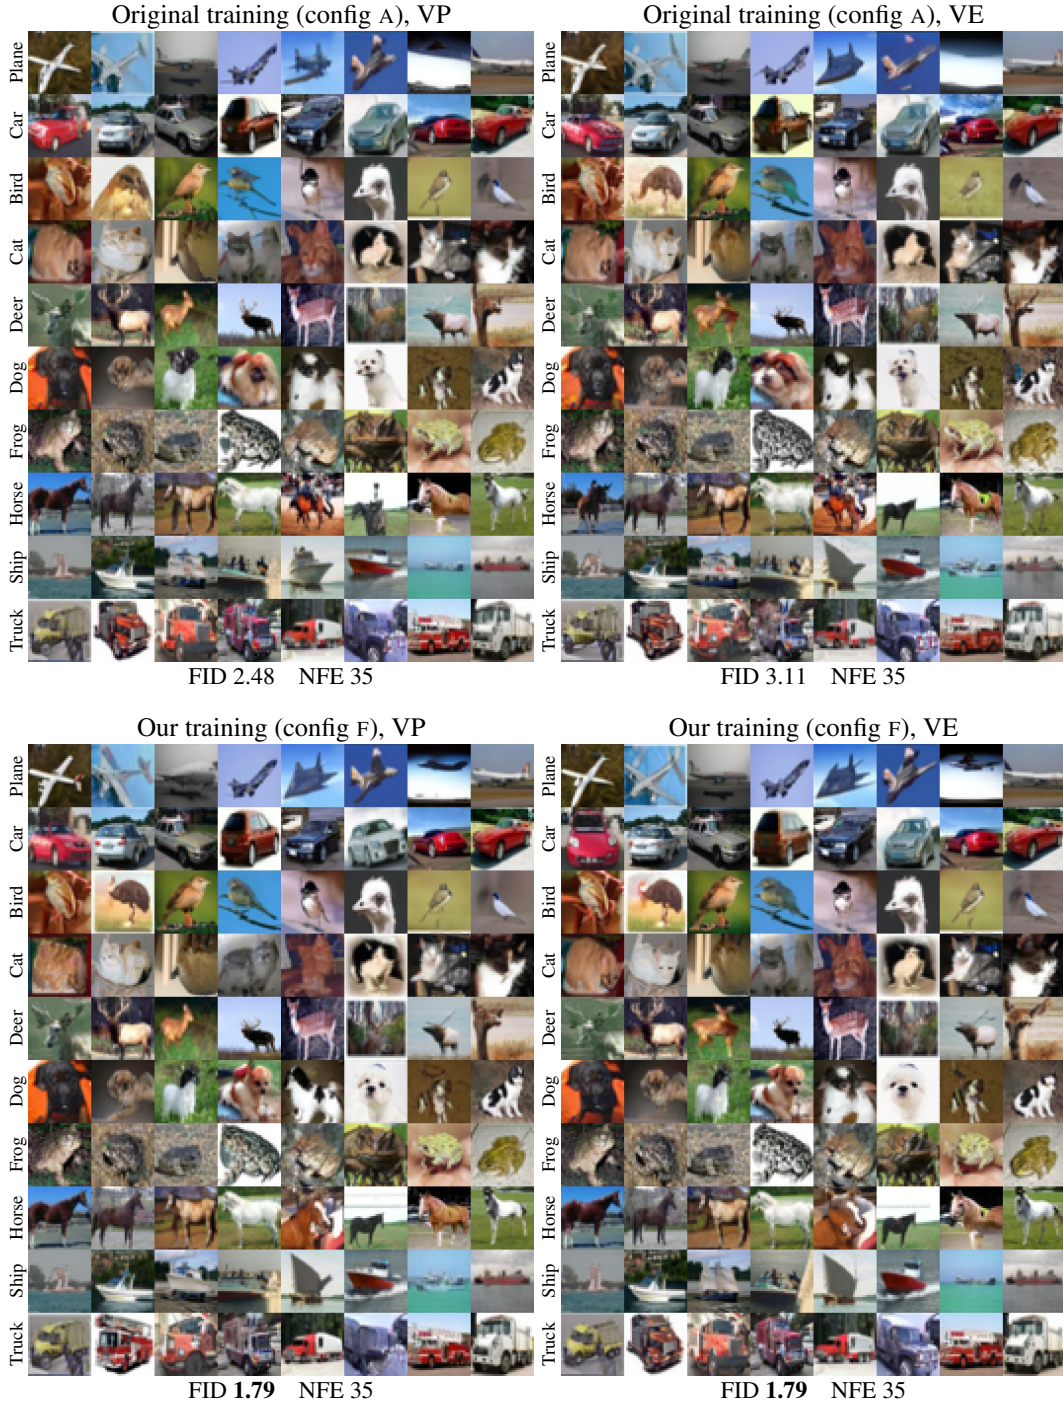 Original training (config A), VP
Plane
Car
Bird
Cat
Deer
Dog
Frog
Horse
Ship
Truck
FID 2.48 NFE 35
Original training (config A), VE
Plane
Car
Bird
Cat
Deer
Dog
Frog
Horse
Ship
Truck
FID 3.11 NFE 35
Our training (config F), VP
Plane
Car
Bird
Cat
Deer
Dog
Frog
Horse
Ship
Truck
FID 1.79 NFE 35
Our training (config F), VE
Plane
Car
Bird
Cat
Deer
Dog
Frog
Horse
Ship
Truck
FID 1.79 NFE 35